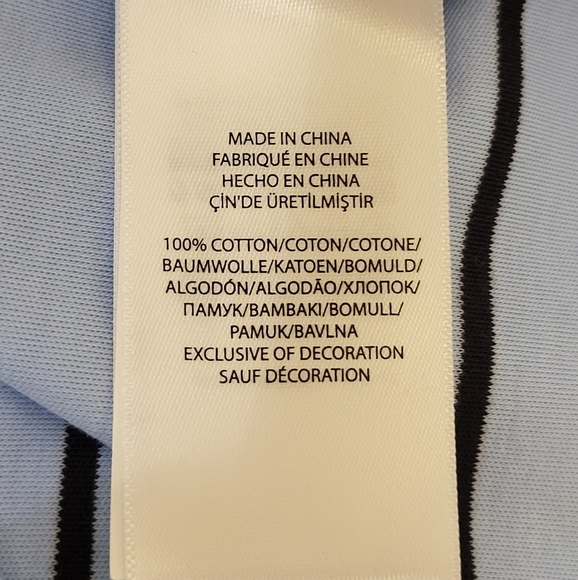 MADE IN CHINA
FABRIQUÉ EN CHINE
HECHO EN CHINA
ÇİN'DE ÜRETİLMİŞTİR
100% COTTON/COTON/COTONE/
BAUMWOLLE/KATOEN/BOMULD/
ALGODÓN/ALGODÃO/ХЛОПОК/
ПАМУК/BAMBAKI/BOMULL/
PAMUK/BAVLNA
EXCLUSIVE OF DECORATION
SAUF DÉCORATION